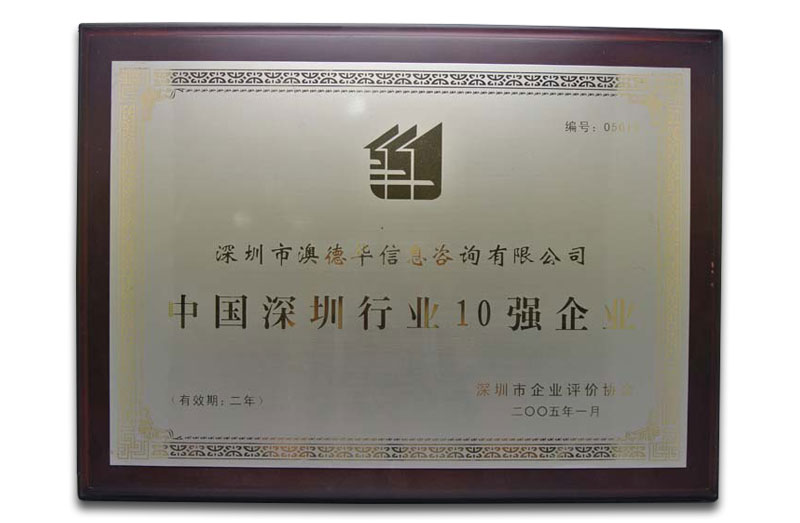 编号：050
深圳市澳德华信息咨询有限公司
中国深圳行业10强企业
（有效期：二年）
深圳市企业评价协会
二〇〇五年一月